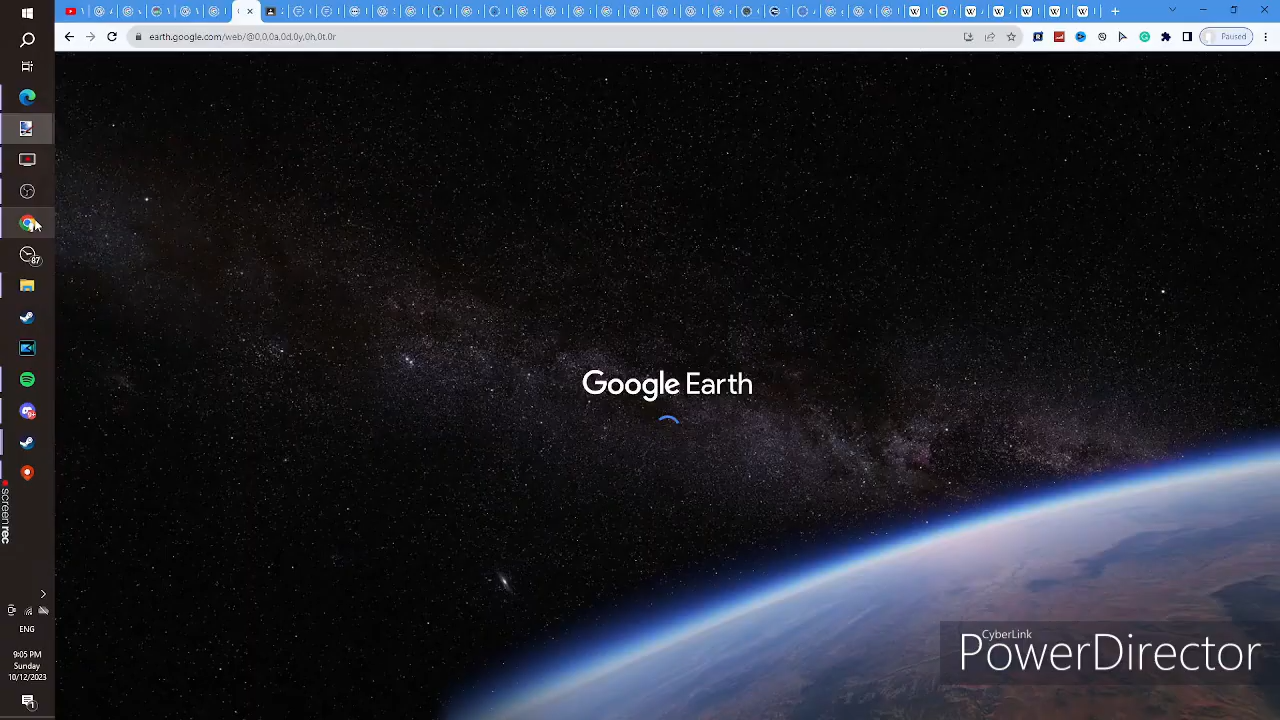 earth.google.com/web/@0,0,0a,0d,0y,0h,0t,0r
Paused
87
Google Earth
screenrec
ENG
9:05 PM
Sunday
10/12/2023
CyberLink
PowerDirector